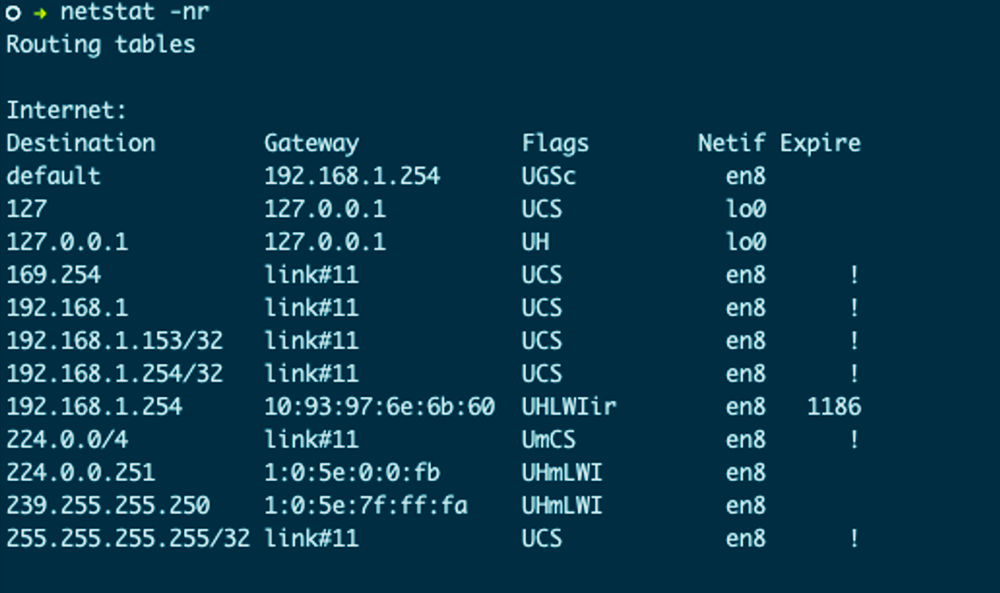 ➜ netstat -nr
Routing tables
Internet:
Destination Gateway Flags Netif Expire
default 192.168.1.254 UGSc en8
127 127.0.0.1 UCS lo0
127.0.0.1 127.0.0.1 UH lo0
169.254 link#11 UCS en8 !
192.168.1 link#11 UCS en8 !
192.168.1.153/32 link#11 UCS en8 !
192.168.1.254/32 link#11 UCS en8 !
192.168.1.254 10:93:97:6e:6b:60 UHLWIir en8 1186
224.0.0/4 link#11 UmCS en8 !
224.0.0.251 1:0:5e:0:0:fb UHmLWI en8
239.255.255.250 1:0:5e:7f:ff:fa UHmLWI en8
255.255.255.255/32 link#11 UCS en8 !